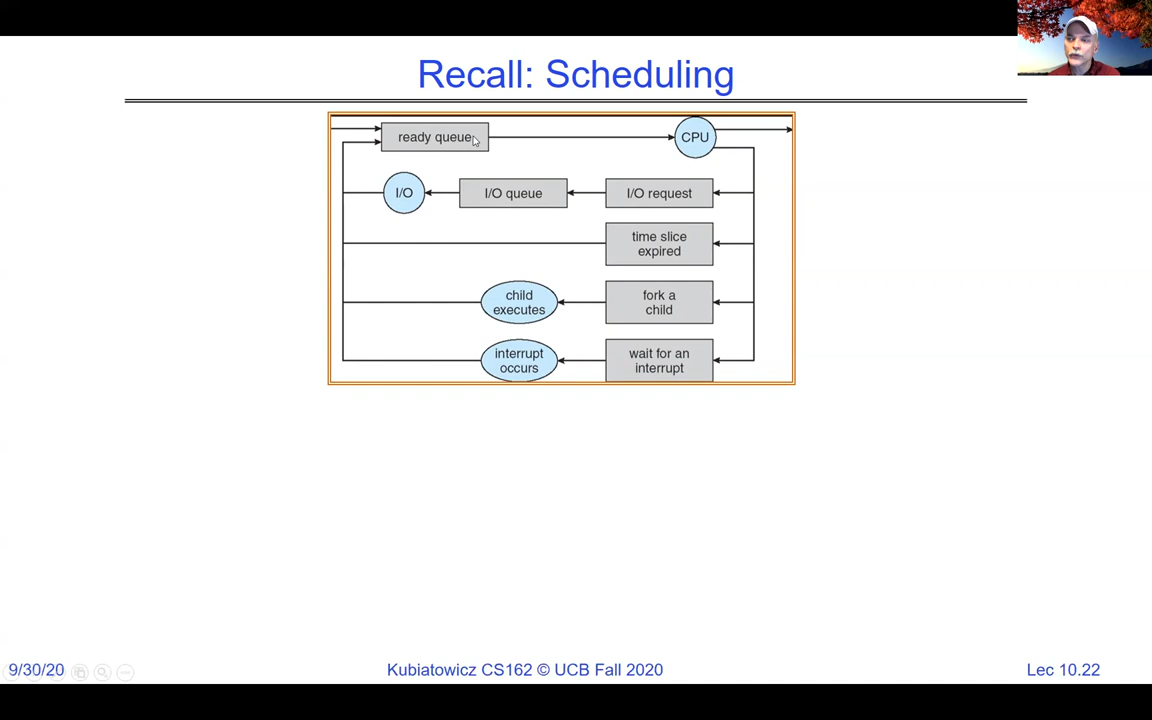 Recall: Scheduling
ready queue
CPU
I/O
I/O queue
I/O request
time slice
expired
child
executes
fork a
child
interrupt
occurs
wait for an
interrupt
9/30/20
Kubiatowicz CS162 © UCB Fall 2020
Lec 10.22